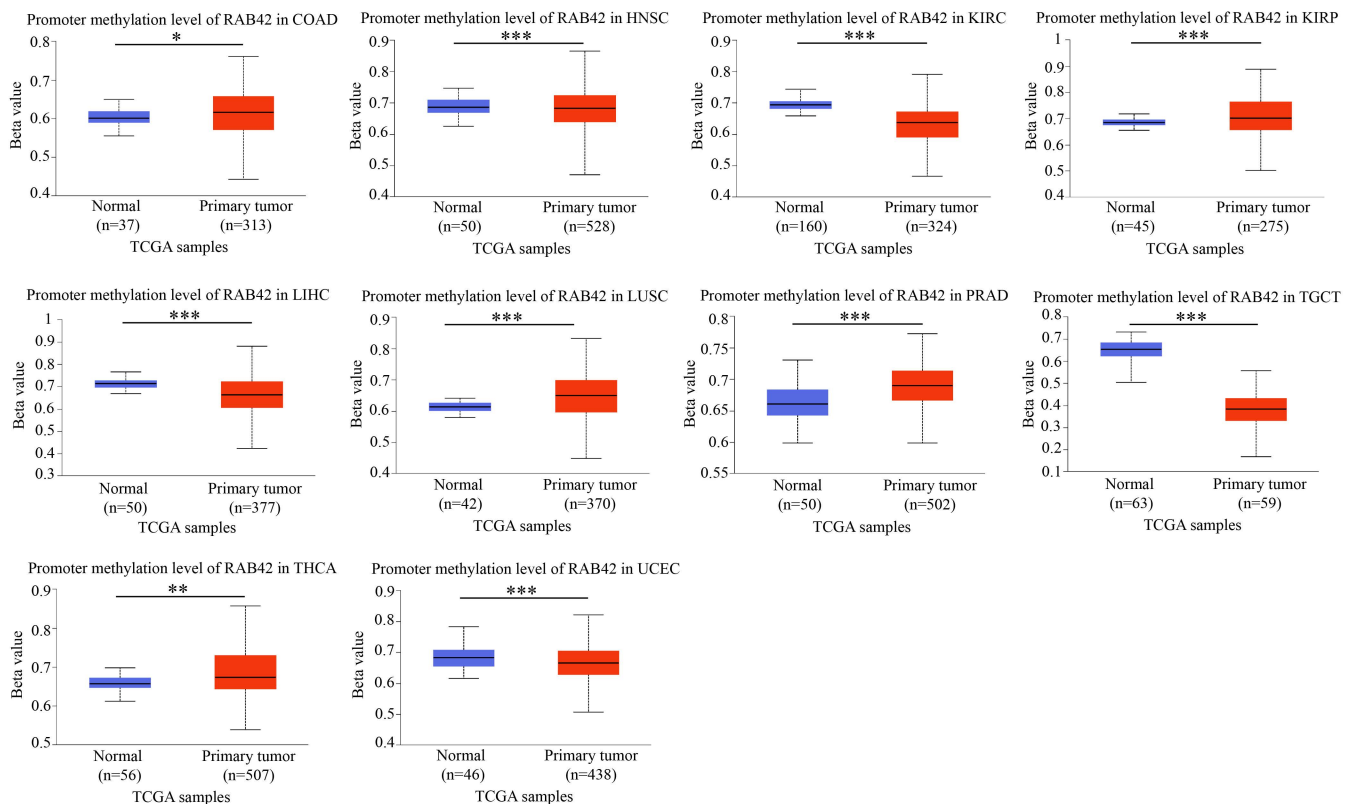 Promoter methylation level of RAB42 in COAD
*
0.8
0.7
0.6
0.5
0.4
Beta value
Normal
(n=37)
Primary tumor
(n=313)
TCGA samples
Promoter methylation level of RAB42 in HNSC
***
0.9
0.8
0.7
0.6
0.5
0.4
Beta value
Normal
(n=50)
Primary tumor
(n=528)
TCGA samples
Promoter methylation level of RAB42 in KIRC
***
0.9
0.8
0.7
0.6
0.5
0.4
Beta value
Normal
(n=160)
Primary tumor
(n=324)
TCGA samples
Promoter methylation level of RAB42 in KIRP
***
1
0.9
0.8
0.7
0.6
0.5
0.4
Beta value
Normal
(n=45)
Primary tumor
(n=275)
TCGA samples
Promoter methylation level of RAB42 in LIHC
***
1
0.9
0.8
0.7
0.6
0.5
0.4
0.3
Beta value
Normal
(n=50)
Primary tumor
(n=377)
TCGA samples
Promoter methylation level of RAB42 in LUSC
***
0.9
0.8
0.7
0.6
0.5
0.4
Beta value
Normal
(n=42)
Primary tumor
(n=370)
TCGA samples
Promoter methylation level of RAB42 in PRAD
***
0.8
0.75
0.7
0.65
0.6
0.55
Beta value
Normal
(n=50)
Primary tumor
(n=502)
TCGA samples
Promoter methylation level of RAB42 in TGCT
***
0.8
0.7
0.6
0.5
0.4
0.3
0.2
0.1
Beta value
Normal
(n=63)
Primary tumor
(n=59)
TCGA samples
Promoter methylation level of RAB42 in THCA
**
0.9
0.8
0.7
0.6
0.5
Beta value
Normal
(n=56)
Primary tumor
(n=507)
TCGA samples
Promoter methylation level of RAB42 in UCEC
***
0.9
0.8
0.7
0.6
0.5
0.4
Beta value
Normal
(n=46)
Primary tumor
(n=438)
TCGA samples